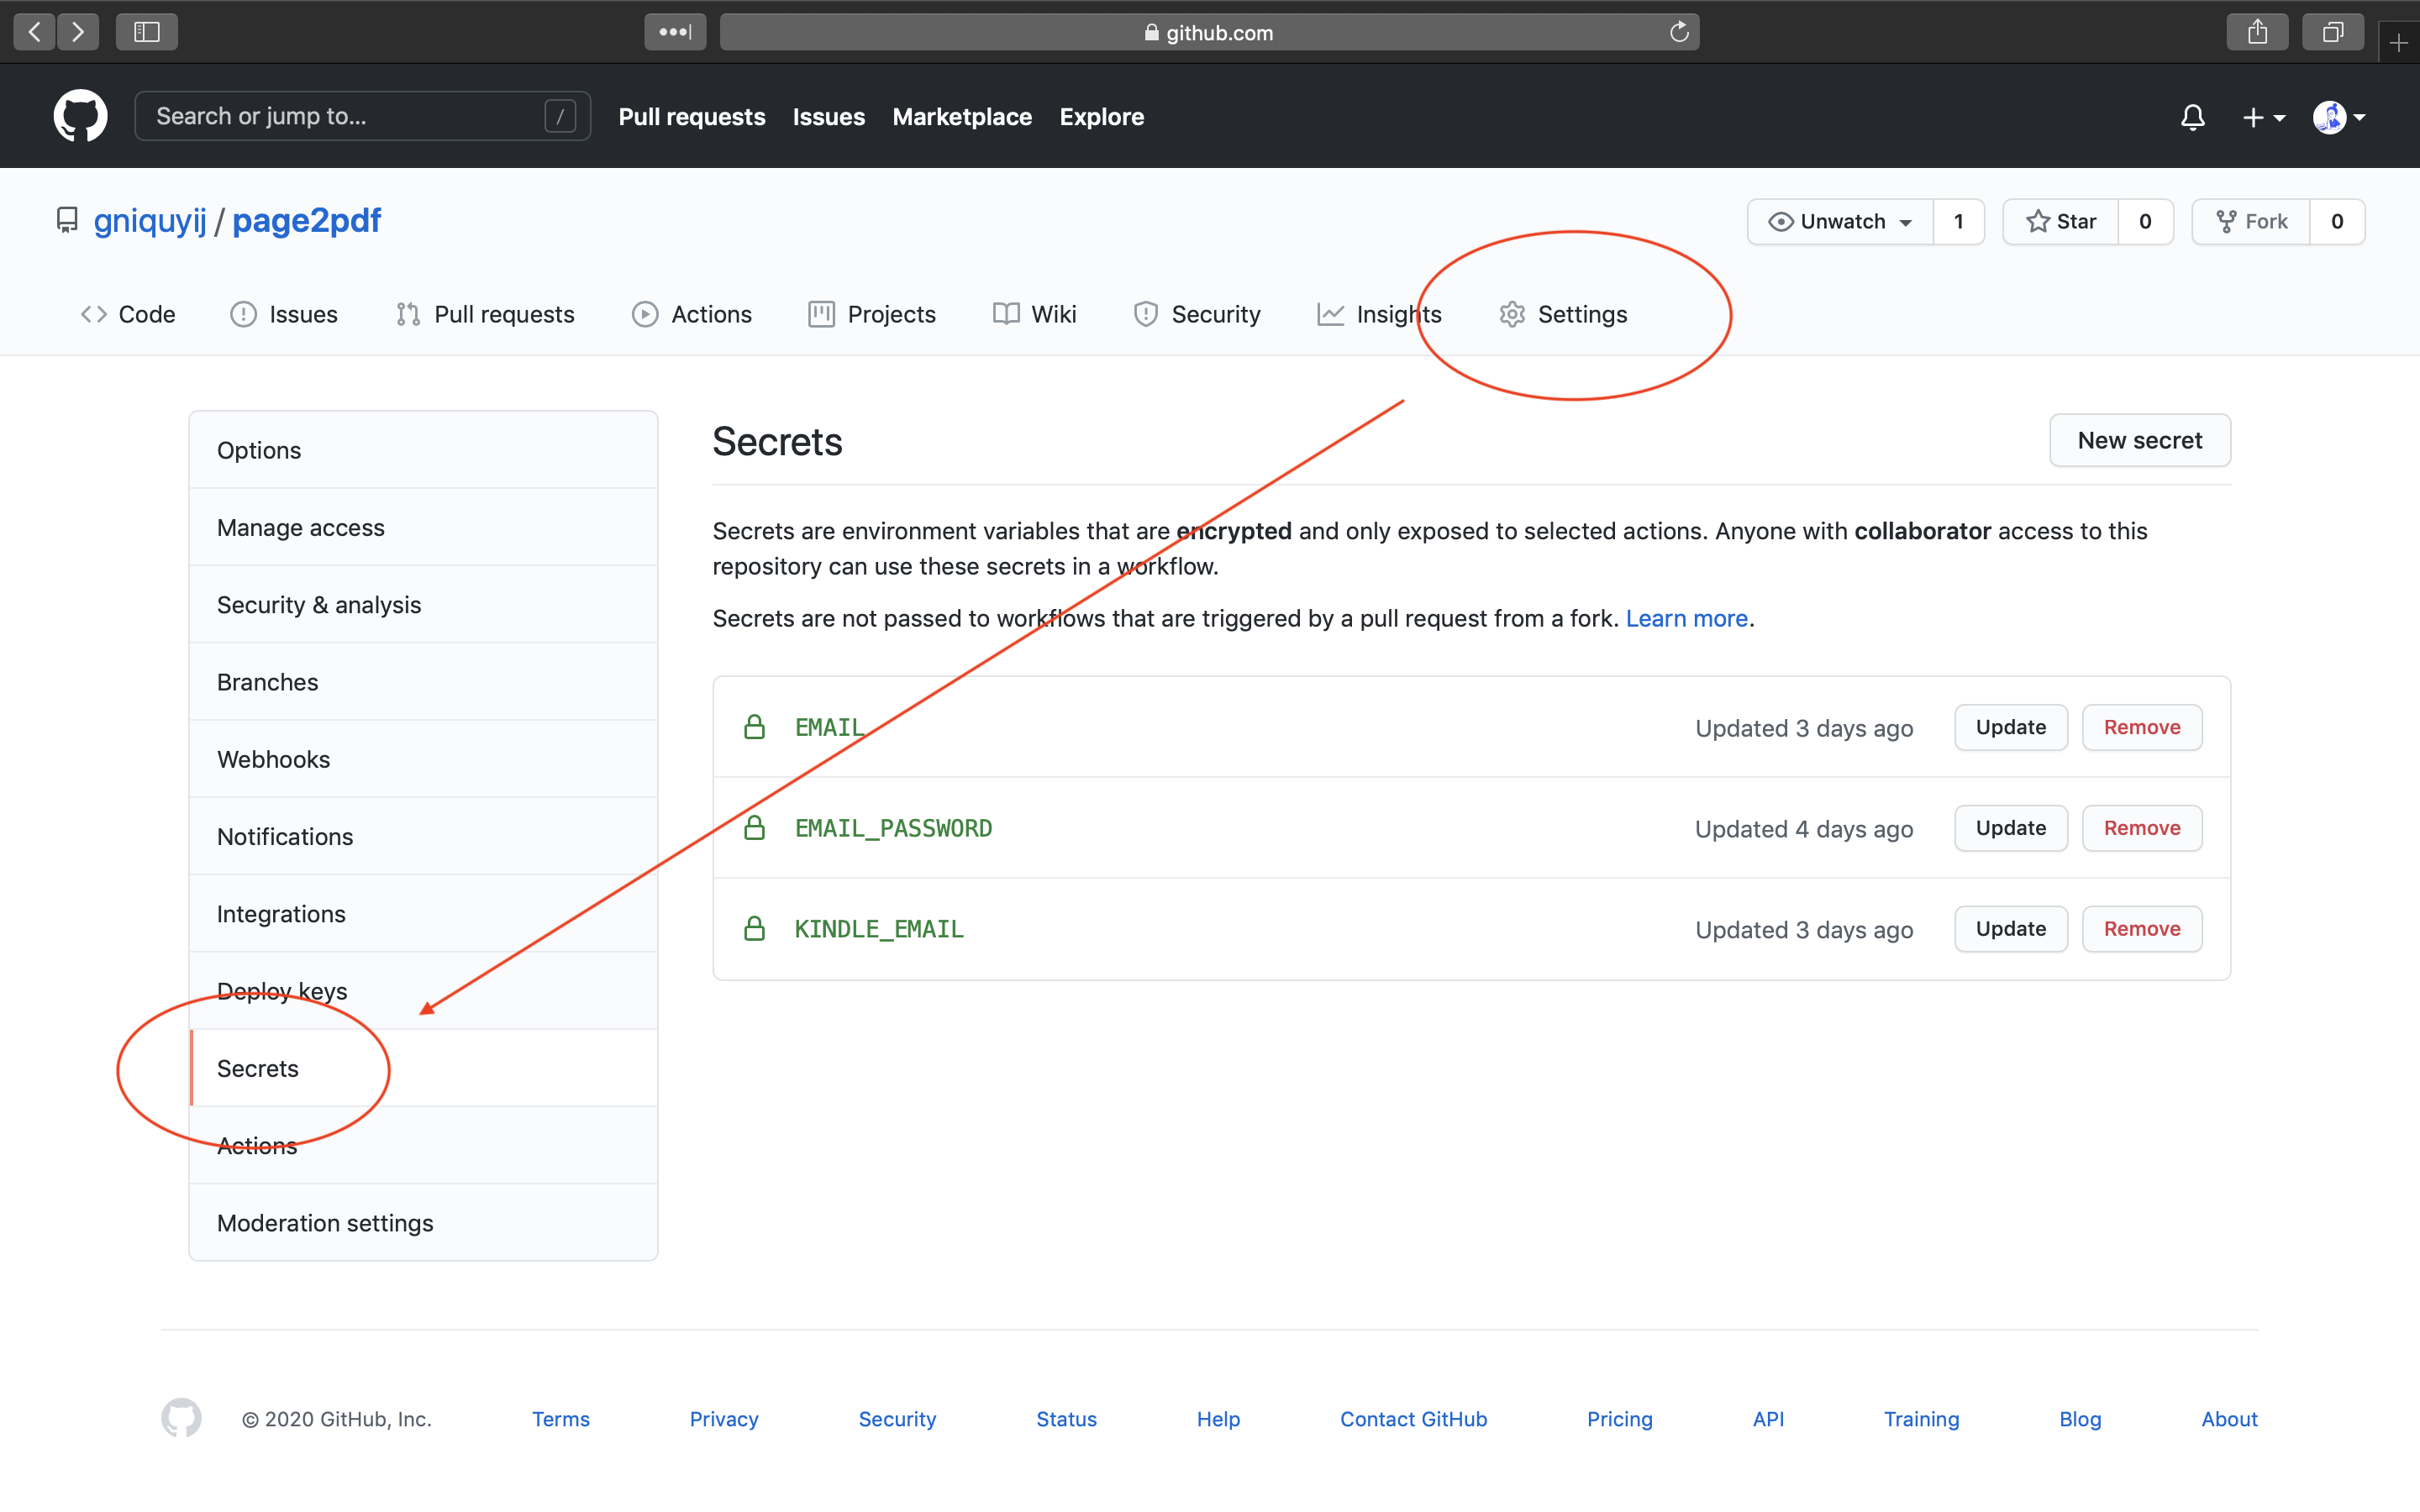 github.com
Search or jump to... /
Pull requests Issues Marketplace Explore
gniquyij / page2pdf
Unwatch 1 Star 0 Fork 0
Code Issues Pull requests Actions Projects Wiki Security Insights Settings
Options
Manage access
Security & analysis
Branches
Webhooks
Notifications
Integrations
Deploy keys
Secrets
Actions
Moderation settings
Secrets
New secret
Secrets are environment variables that are encrypted and only exposed to selected actions. Anyone with collaborator access to this
repository can use these secrets in a workflow.
Secrets are not passed to workflows that are triggered by a pull request from a fork. Learn more.
EMAIL Updated 3 days ago Update Remove
EMAIL_PASSWORD Updated 4 days ago Update Remove
KINDLE_EMAIL Updated 3 days ago Update Remove
© 2020 GitHub, Inc. Terms Privacy Security Status Help Contact GitHub Pricing API Training Blog About